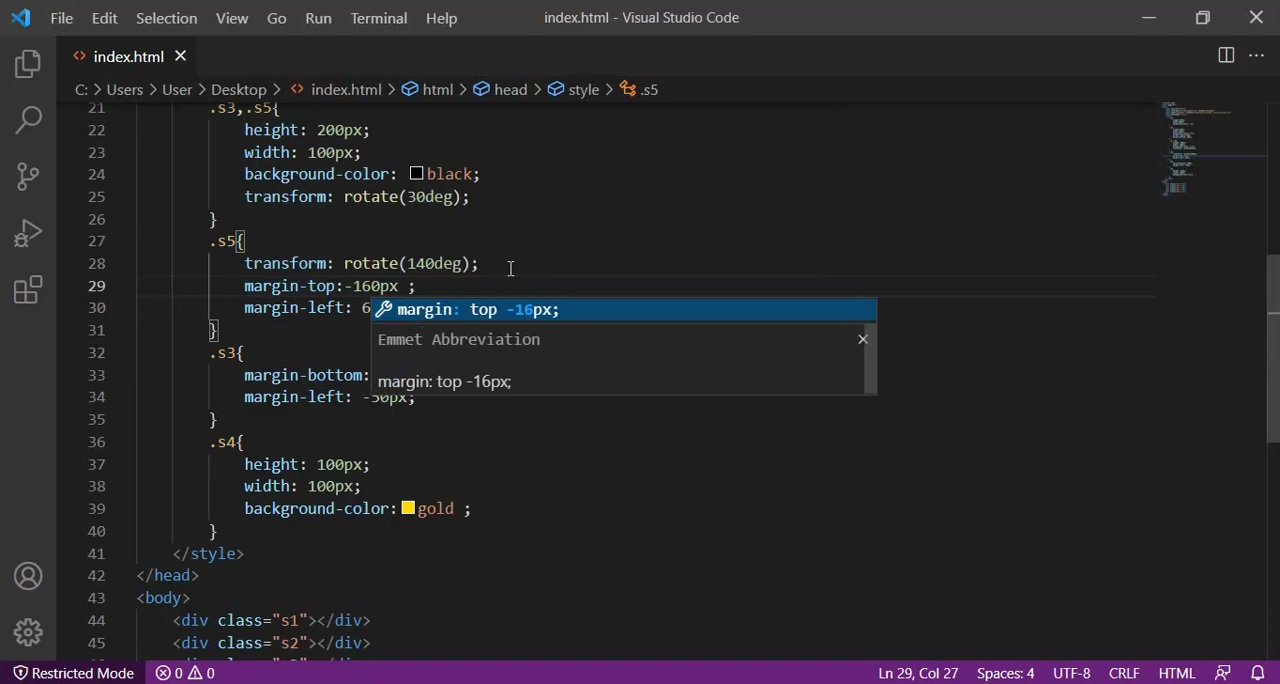 File Edit Selection View Go Run Terminal Help index.html - Visual Studio Code
index.html
C: > Users > User > Desktop > index.html > html > head > style > .s5
21 .s3,.s5{
22 height: 200px;
23 width: 100px;
24 background-color: black;
25 transform: rotate(30deg);
26 }
27 .s5{
28 transform: rotate(140deg);
29 margin-top:-160px ;
30 margin-left: 6
margin: top -16px;
31 }
Emmet Abbreviation
32 .s3{
33 margin-bottom:
margin: top -16px;
34 margin-left: -50px;
35 }
36 .s4{
37 height: 100px;
38 width: 100px;
39 background-color: gold ;
40 }
41 </style>
42 </head>
43 <body>
44 <div class="s1"></div>
45 <div class="s2"></div>
Restricted Mode 0 0 Ln 29, Col 27 Spaces: 4 UTF-8 CRLF HTML